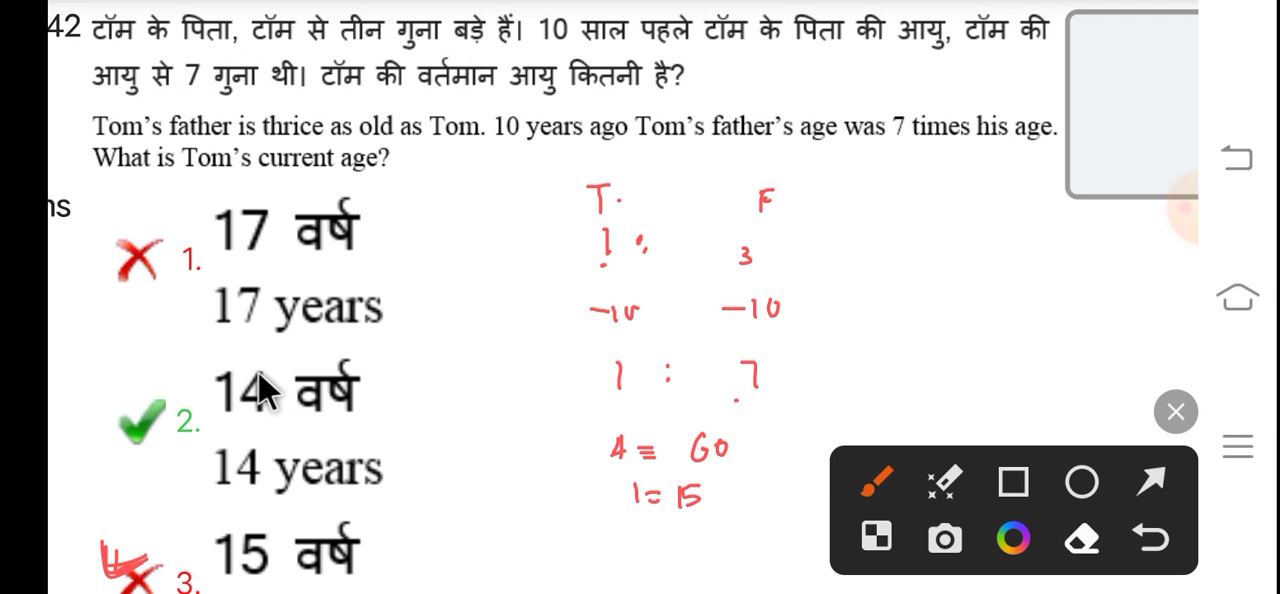 42 टॉम के पिता, टॉम से तीन गुना बड़े हैं। 10 साल पहले टॉम के पिता की आयु, टॉम की
आयु से 7 गुना थी। टॉम की वर्तमान आयु कितनी है?
Tom's father is thrice as old as Tom. 10 years ago Tom's father's age was 7 times his age.
What is Tom's current age?
ns
1. 17 वर्ष
17 years
2. 14 वर्ष
14 years
3. 15 वर्ष
T. F
1 : 3
-10 -10
1 : 7
4 ≡ 60
1 = 15